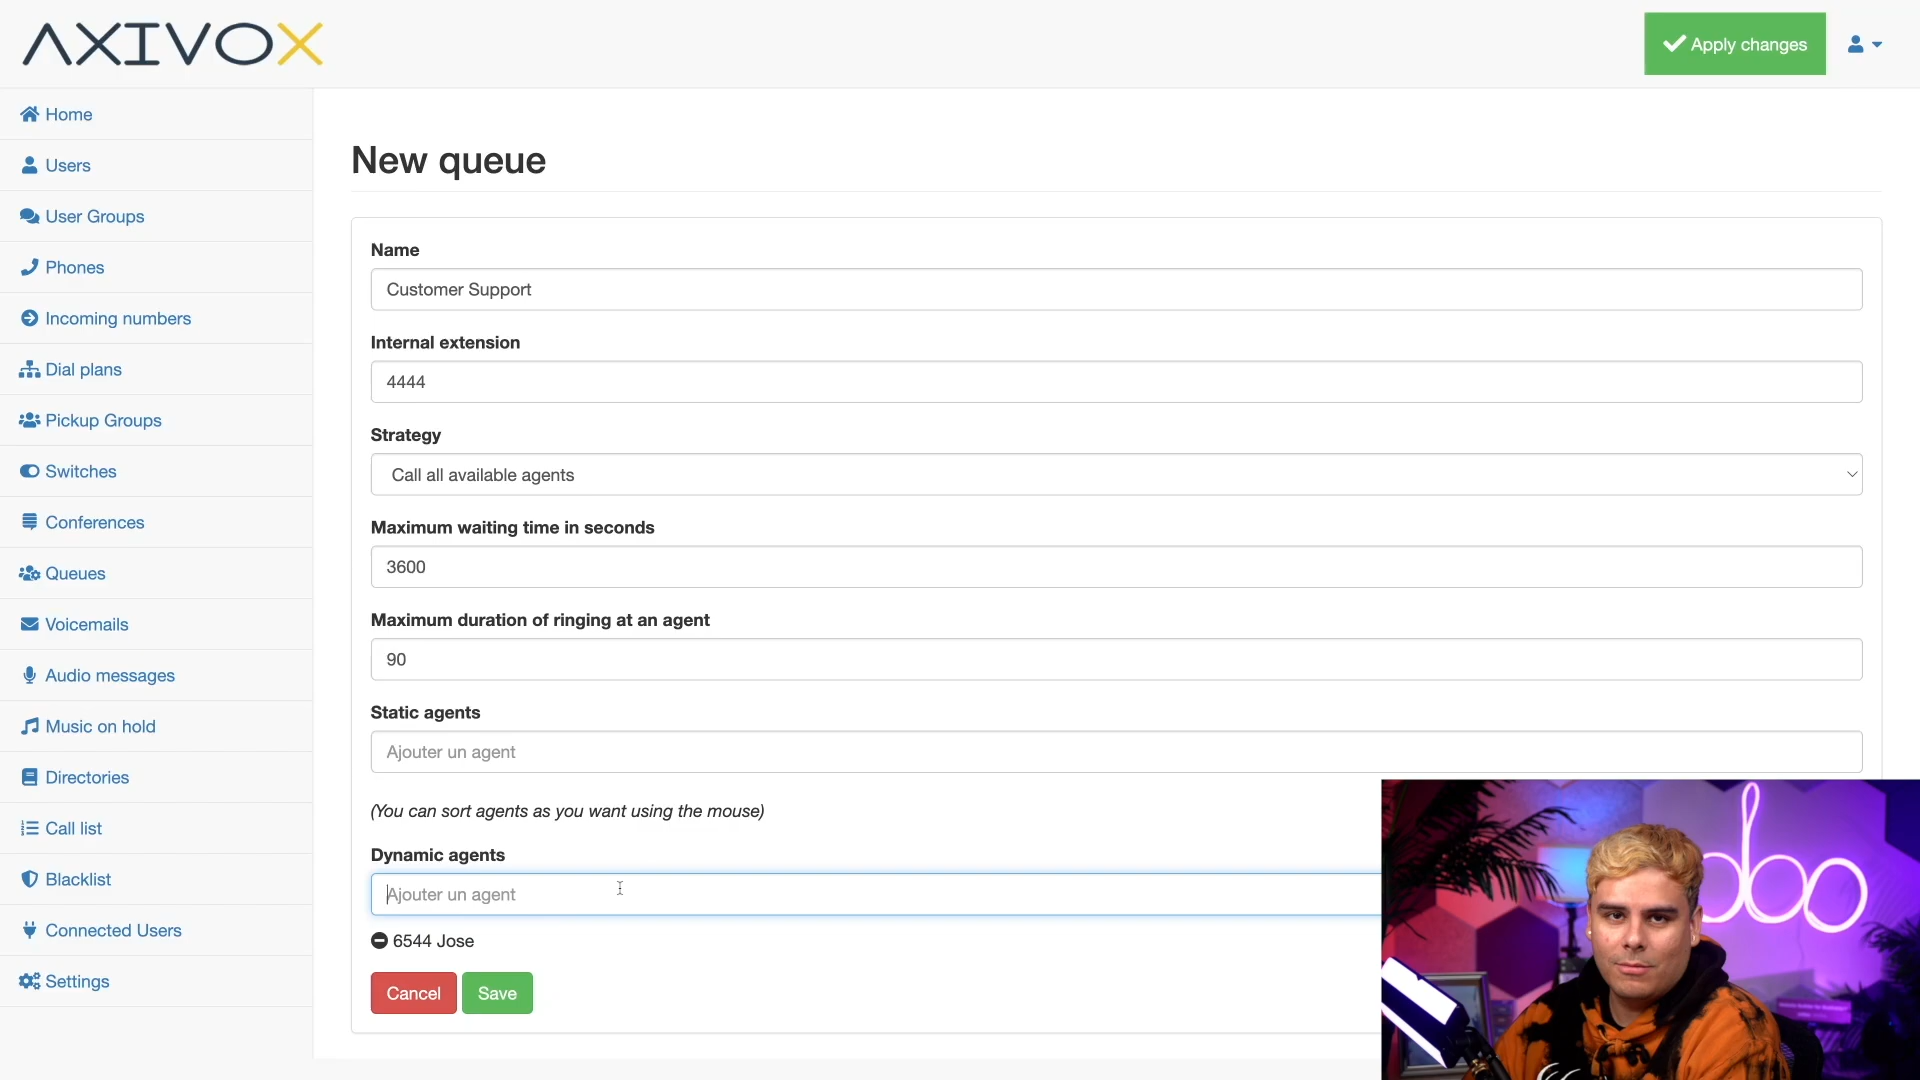 AXIVOX
Apply changes
Home
Users
User Groups
Phones
Incoming numbers
Dial plans
Pickup Groups
Switches
Conferences
Queues
Voicemails
Audio messages
Music on hold
Directories
Call list
Blacklist
Connected Users
Settings
New queue
Name
Customer Support
Internal extension
4444
Strategy
Call all available agents
Maximum waiting time in seconds
3600
Maximum duration of ringing at an agent
90
Static agents
Ajouter un agent
(You can sort agents as you want using the mouse)
Dynamic agents
Ajouter un agent
6544 Jose
Cancel
Save